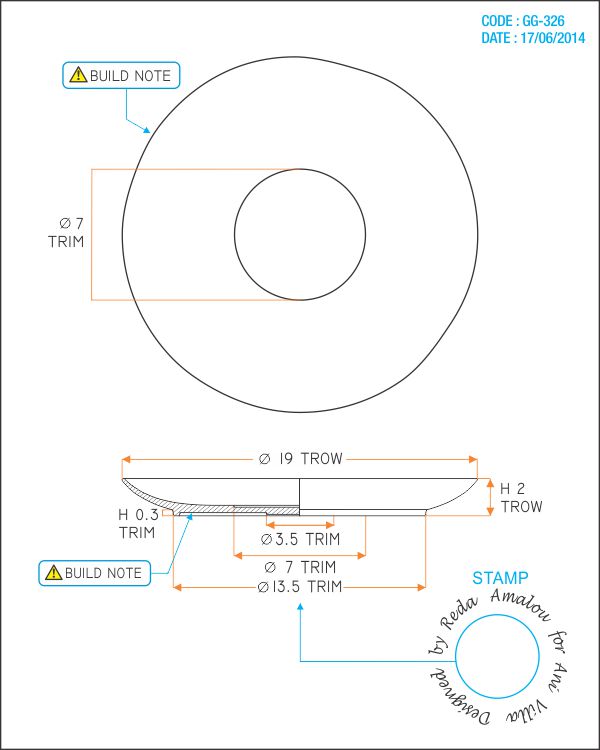 CODE : GG-326
DATE : 17/06/2014
BUILD NOTE
Ø 7
TRIM
Ø 19 TROW
H 2
TROW
H 0.3
TRIM
Ø 3.5 TRIM
Ø 7 TRIM
Ø 13.5 TRIM
BUILD NOTE
STAMP
Designed by Reda Amalou for Ani Villa